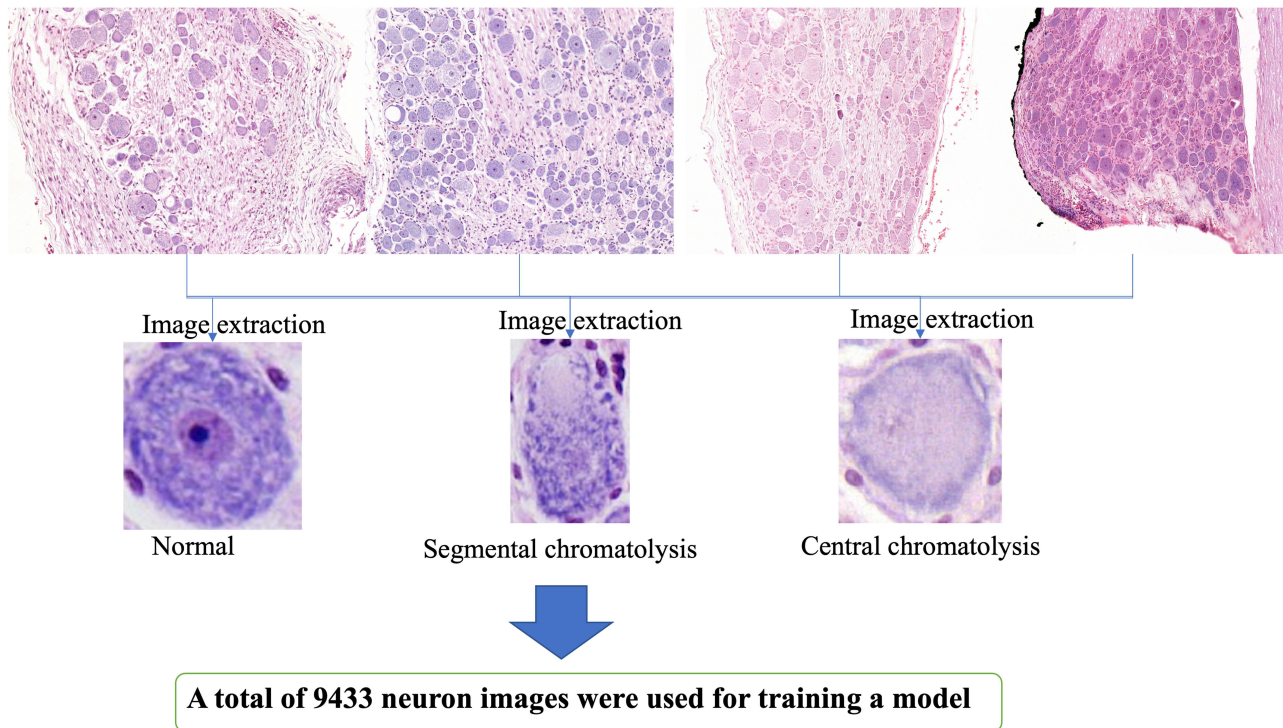 Image extraction
Image extraction
Image extraction
Normal
Segmental chromatolysis
Central chromatolysis
A total of 9433 neuron images were used for training a model